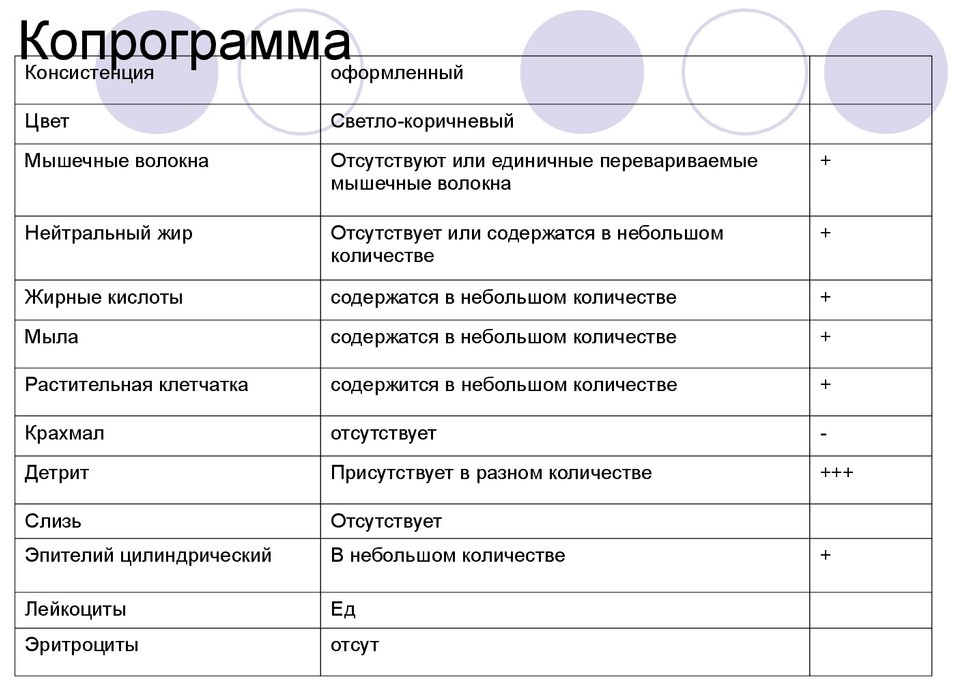 Копрограмма
Консистенция оформленный
Цвет Светло-коричневый
Мышечные волокна Отсутствуют или единичные перевариваемые +
мышечные волокна
Нейтральный жир Отсутствует или содержатся в небольшом +
количестве
Жирные кислоты содержатся в небольшом количестве +
Мыла содержатся в небольшом количестве +
Растительная клетчатка содержится в небольшом количестве +
Крахмал отсутствует -
Детрит Присутствует в разном количестве +++
Слизь Отсутствует
Эпителий цилиндрический В небольшом количестве +
Лейкоциты Ед
Эритроциты отсут